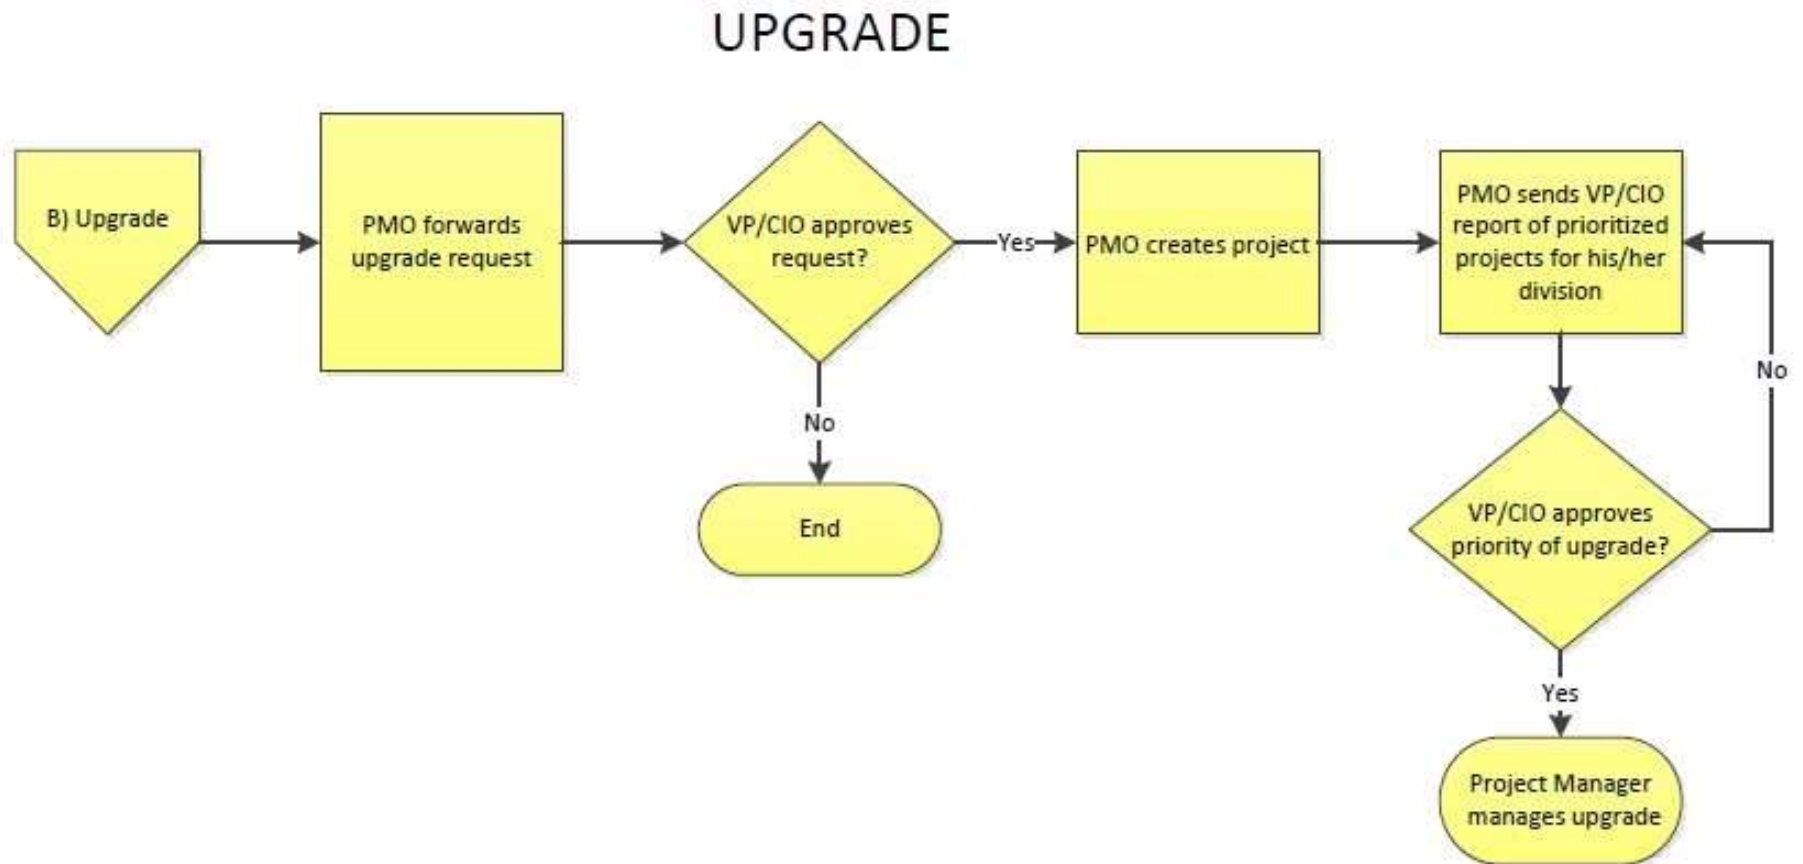 UPGRADE
B) Upgrade
PMO forwards
upgrade request
VP/CIO approves
request?
Yes
PMO creates project
PMO sends VP/CIO
report of prioritized
projects for his/her
division
No
No
End
VP/CIO approves
priority of upgrade?
Yes
Project Manager
manages upgrade